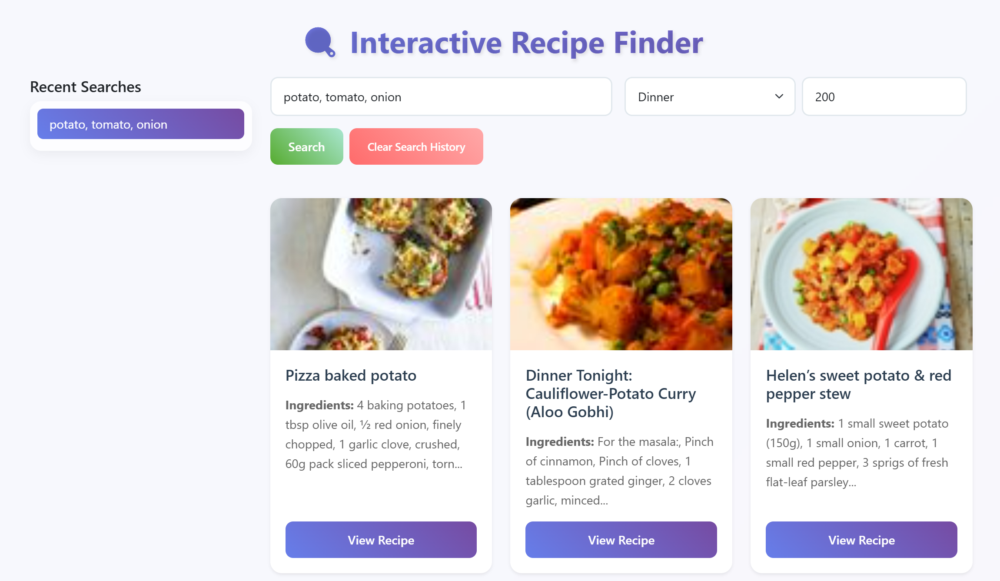 Interactive Recipe Finder
Recent Searches
potato, tomato, onion
potato, tomato, onion
Dinner
200
Search
Clear Search History
Pizza baked potato
Ingredients: 4 baking potatoes, 1
tbsp olive oil, ½ red onion, finely
chopped, 1 garlic clove, crushed,
60g pack sliced pepperoni, torn...
View Recipe
Dinner Tonight:
Cauliflower-Potato Curry
(Aloo Gobhi)
Ingredients: For the masala:, Pinch
of cinnamon, Pinch of cloves, 1
tablespoon grated ginger, 2 cloves
garlic, minced...
View Recipe
Helen’s sweet potato & red
pepper stew
Ingredients: 1 small sweet potato
(150g), 1 small onion, 1 carrot, 1
small red pepper, 3 sprigs of fresh
flat-leaf parsley...
View Recipe